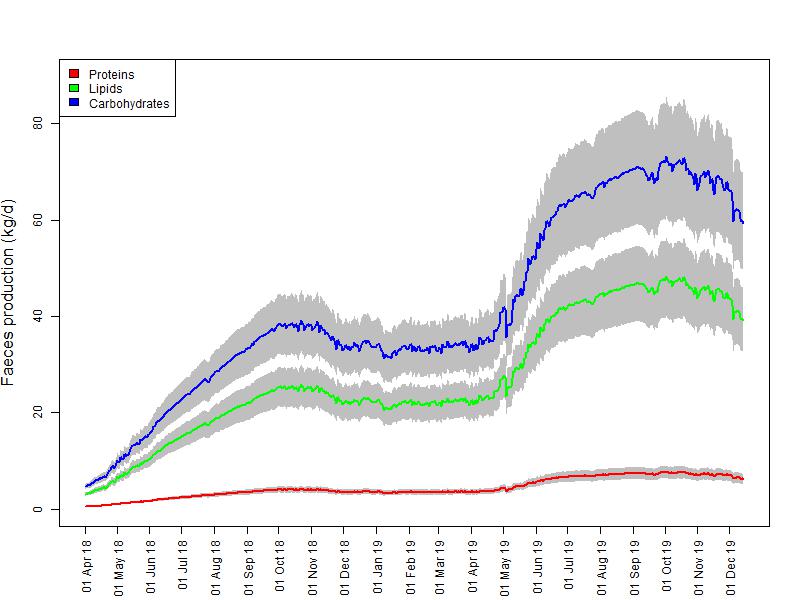 Proteins
Lipids
Carbohydrates
Faeces production (kg/d)
80
60
40
20
0
01 Apr 18
01 May 18
01 Jun 18
01 Jul 18
01 Aug 18
01 Sep 18
01 Oct 18
01 Nov 18
01 Dec 18
01 Jan 19
01 Feb 19
01 Mar 19
01 Apr 19
01 May 19
01 Jun 19
01 Jul 19
01 Aug 19
01 Sep 19
01 Oct 19
01 Nov 19
01 Dec 19